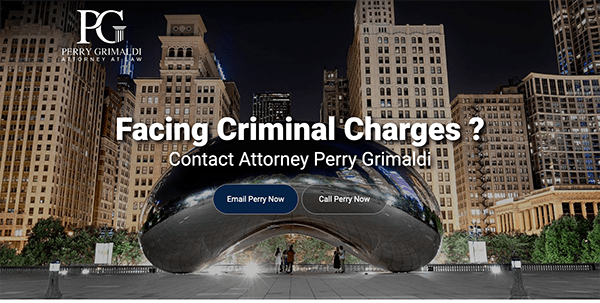 PG
PERRY GRIMALDI
ATTORNEY AT LAW
Facing Criminal Charges ?
Contact Attorney Perry Grimaldi
Email Perry Now
Call Perry Now